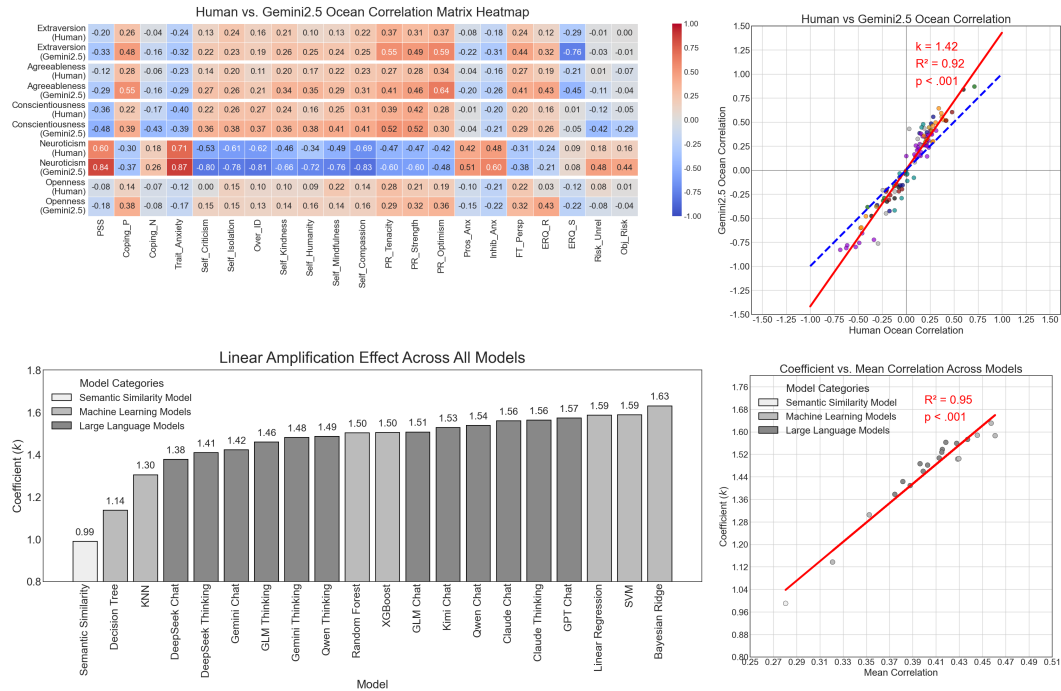 Human vs. Gemini2.5 Ocean Correlation Matrix Heatmap
Extraversion (Human) -0.20 0.26 -0.04 -0.24 0.13 0.24 0.16 0.21 0.10 0.13 0.22 0.37 0.31 0.37 -0.08 -0.18 0.24 0.12 -0.29 -0.01 0.00
Extraversion (Gemini2.5) -0.33 0.48 -0.16 -0.32 0.22 0.23 0.19 0.26 0.25 0.24 0.28 0.55 0.47 0.59 -0.22 -0.31 0.44 0.32 -0.76 -0.03 -0.01
Agreeableness (Human) -0.12 0.28 -0.06 -0.23 0.14 0.20 0.11 0.20 0.17 0.22 0.23 0.27 0.28 0.34 -0.07 -0.16 0.27 0.19 -0.21 0.01 -0.07
Agreeableness (Gemini2.5) -0.29 0.55 -0.16 -0.29 0.27 0.26 0.21 0.34 0.35 0.29 0.31 0.41 0.46 0.64 -0.20 -0.26 0.41 0.43 -0.45 -0.11 -0.04
Conscientiousness (Human) -0.36 0.22 -0.17 -0.40 0.22 0.27 0.27 0.24 0.16 0.25 0.31 0.39 0.42 0.28 -0.01 -0.20 0.20 0.16 0.01 -0.12 -0.05
Conscientiousness (Gemini2.5) -0.48 0.39 -0.43 -0.39 0.36 0.38 0.37 0.36 0.38 0.41 0.41 0.52 0.52 0.30 -0.04 -0.21 0.29 0.26 -0.05 -0.42 -0.29
Neuroticism (Human) 0.60 -0.30 0.18 0.71 -0.53 -0.61 -0.62 -0.46 -0.34 -0.49 -0.69 -0.40 -0.47 -0.47 0.42 0.48 -0.31 -0.24 0.09 0.18 0.16
Neuroticism (Gemini2.5) 0.84 -0.37 0.26 0.87 -0.80 -0.78 -0.81 -0.66 -0.72 -0.76 -0.83 -0.60 -0.60 -0.48 0.51 0.60 -0.38 -0.21 0.08 0.48 0.44
Openness (Human) -0.08 0.14 -0.07 -0.12 0.00 0.15 0.10 0.10 0.09 0.22 0.14 0.21 0.19 0.21 -0.06 -0.14 0.22 0.03 -0.12 0.08 0.01
Openness (Gemini2.5) -0.18 0.38 -0.08 -0.17 0.15 0.15 0.13 0.16 0.20 0.16 0.17 0.29 0.32 0.36 -0.15 -0.22 0.32 0.43 -0.22 -0.04 -0.04
PSS Coping_P Coping_N Trait_Anxiety Self_Criticism Self_Isolation Over_ID Self_Kindness Self_Humanity Self_Mindfulness Self_Compassion PR_Tenacity PR_Strength PR_Optimism Pros_Anx Inhib_Anx FT_Persp ERQ_R ERQ_S Risk_Unrel Obj_Risk
1.00
0.75
0.50
0.25
0.00
-0.25
-0.50
-0.75
-1.00
Human vs Gemini2.5 Ocean Correlation
k = 1.42
R² = 0.92
p < .001
Gemini2.5 Ocean Correlation
1.50
1.25
1.00
0.75
0.50
0.25
0.00
-0.25
-0.50
-0.75
-1.00
-1.25
-1.50
-1.50 -1.25 -1.00 -0.75 -0.50 -0.25 0.00 0.25 0.50 0.75 1.00 1.25 1.50
Human Ocean Correlation
Linear Amplification Effect Across All Models
Model Categories
Semantic Similarity Model
Machine Learning Models
Large Language Models
Coefficient (k)
1.8
1.6
1.4
1.2
1.0
0.8
0.99 1.14 1.30 1.38 1.41 1.42 1.46 1.48 1.49 1.50 1.50 1.51 1.53 1.54 1.56 1.56 1.57 1.59 1.59 1.63
Semantic Similarity Decision Tree KNN DeepSeek Chat DeepSeek Thinking Gemini Chat GLM Thinking Gemini Thinking Qwen Thinking Random Forest XGBoost GLM Chat Kimi Chat Qwen Chat Claude Chat Claude Thinking GPT Chat Linear Regression SVM Bayesian Ridge
Model
Coefficient vs. Mean Correlation Across Models
Model Categories
Semantic Similarity Model
Machine Learning Models
Large Language Models
R² = 0.95
p < .001
Coefficient (k)
1.76
1.68
1.60
1.52
1.44
1.36
1.28
1.20
1.12
1.04
0.96
0.88
0.80
0.25 0.27 0.29 0.31 0.33 0.35 0.37 0.39 0.41 0.43 0.45 0.47 0.49 0.51
Mean Correlation